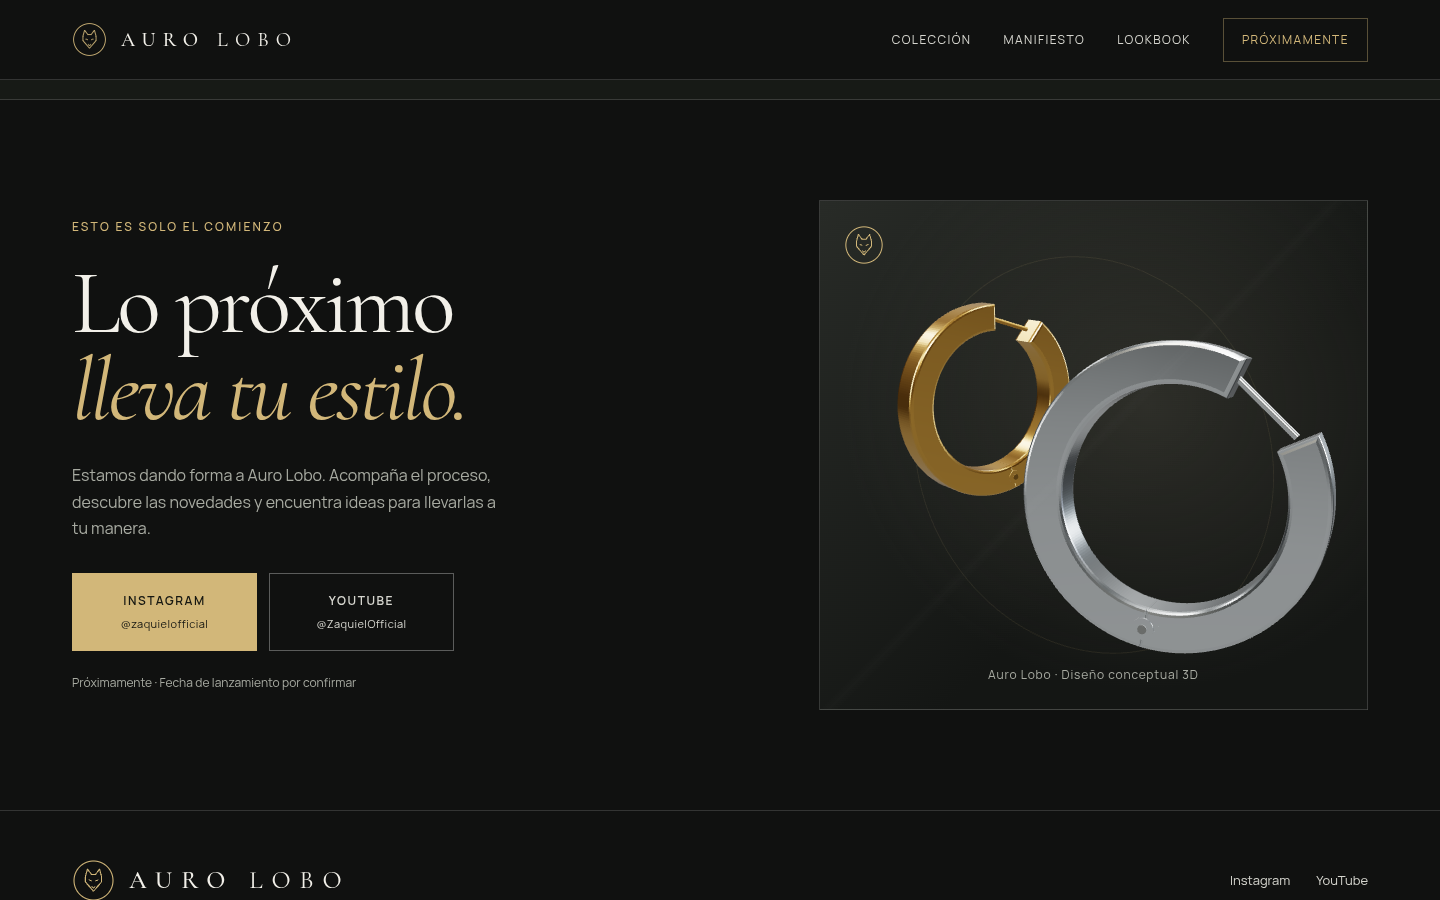 AURO LOBO
COLECCIÓN
MANIFIESTO
LOOKBOOK
PRÓXIMAMENTE
ESTO ES SOLO EL COMIENZO
Lo próximo
lleva tu estilo.
Estamos dando forma a Auro Lobo. Acompaña el proceso,
descubre las novedades y encuentra ideas para llevarlas a
tu manera.
INSTAGRAM
@zaquielofficial
YOUTUBE
@ZaquielOfficial
Próximamente · Fecha de lanzamiento por confirmar
Auro Lobo · Diseño conceptual 3D
AURO LOBO
Instagram
YouTube